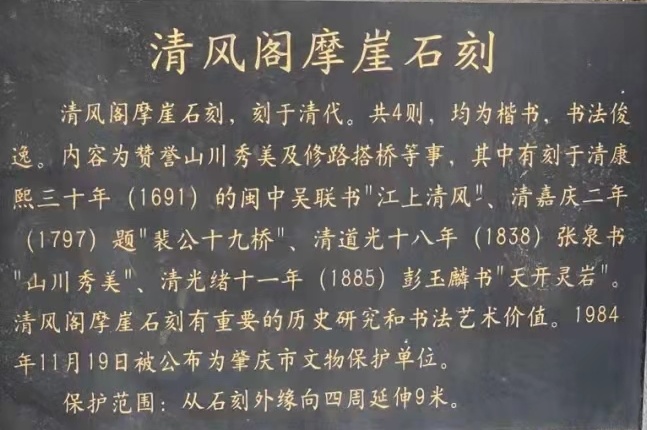 清风阁摩崖石刻
清风阁摩崖石刻，刻于清代。共4则，均为楷书，书法俊
逸。内容为赞誉山川秀美及修路搭桥等事，其中有刻于清康
熙三十年（1691）的闽中吴联书"江上清风"、清嘉庆二年
（1797）题"裴公十九桥"、清道光十八年（1838）张泉书
"山川秀美"、清光绪十一年（1885）彭玉麟书"天开灵岩"。
清风阁摩崖石刻有重要的历史研究和书法艺术价值。1984
年11月19日被公布为肇庆市文物保护单位。
保护范围：从石刻外缘向四周延伸9米。